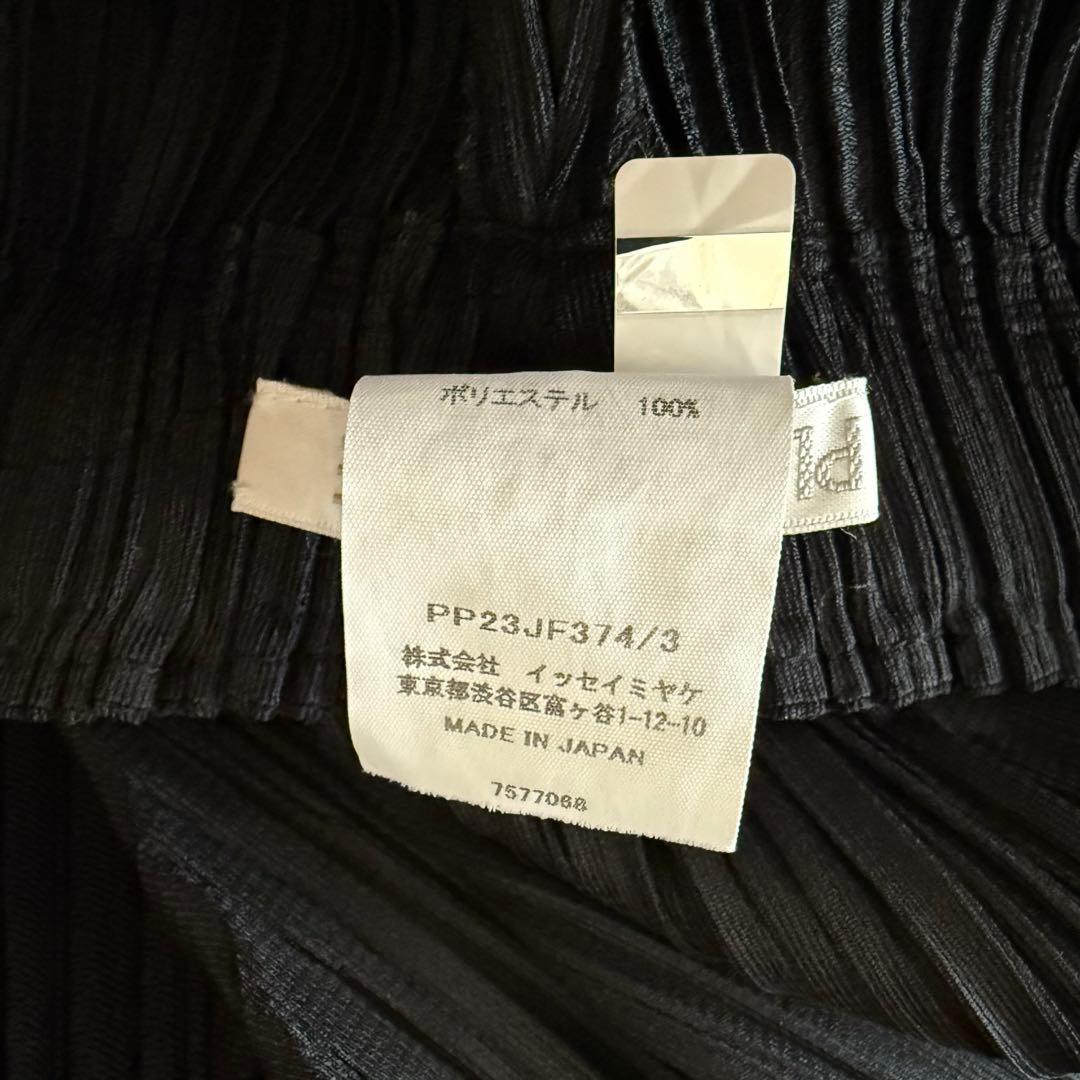 ポリエステル 100%
PP23JF374/3
株式会社 イッセイミヤケ
東京都渋谷区富ケ谷1-12-10
MADE IN JAPAN
7577068